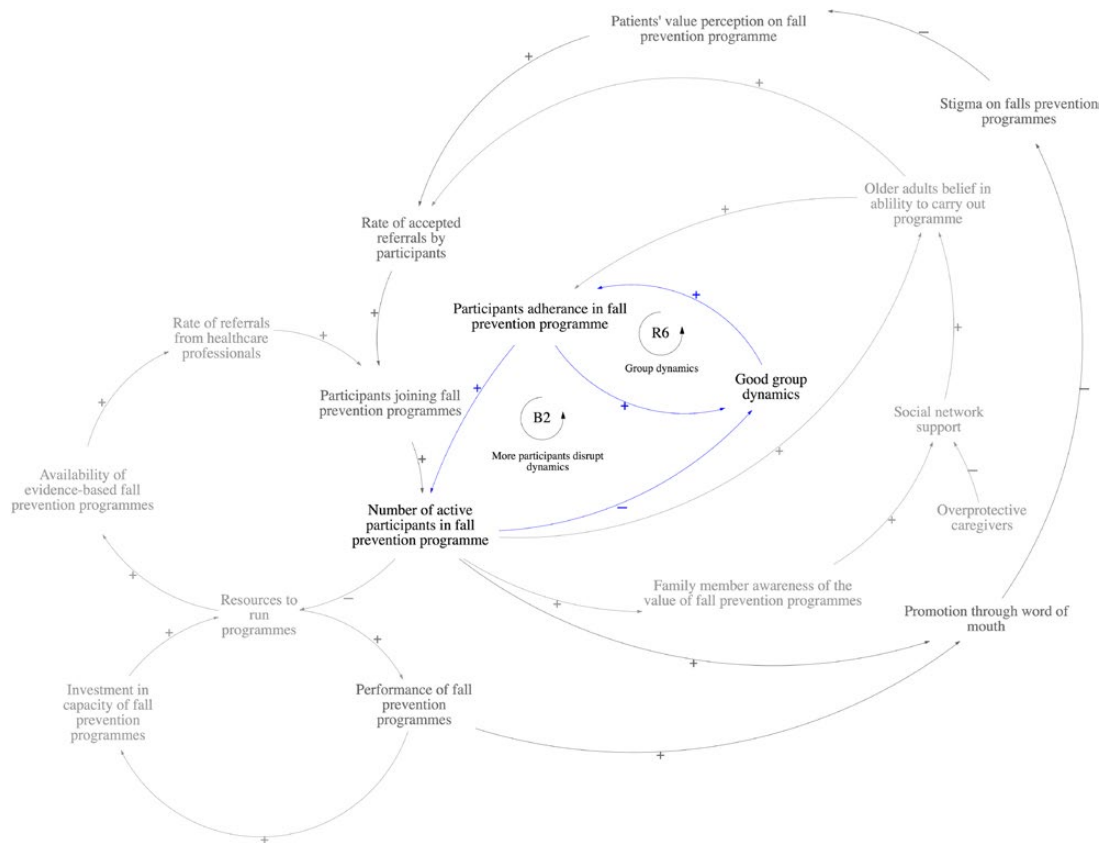 Patients' value perception on fall
prevention programme
+
−
+
Stigma on falls prevention
programmes
Older adults belief in
ablility to carry out
programme
+
Rate of accepted
referrals by
participants
+
Participants adherance in fall
prevention programme
R6
Group dynamics
+
+
Rate of referrals
from healthcare
professionals
+
+
Good group
dynamics
−
Participants joining fall
prevention programmes
+
+
+
B2
More participants disrupt
dynamics
Social network
support
+
+
Availability of
evidence-based fall
prevention programmes
−
Number of active
participants in fall
prevention programme
−
Overprotective
caregivers
+
+
Family member awareness of the
value of fall prevention programmes
+
−
Resources to
run
programmes
Promotion through word of
mouth
+
+
+
Investment in
capacity of fall
prevention
programmes
Performance of fall
prevention
programmes
+
+